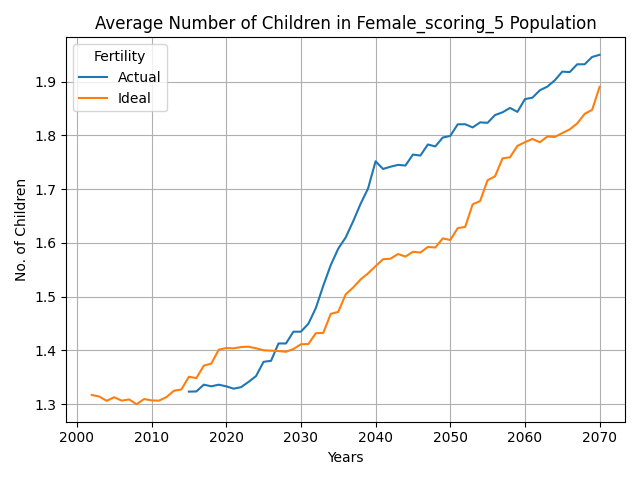 Average Number of Children in Female_scoring_5 Population
Fertility
Actual
Ideal
No. of Children
1.9
1.8
1.7
1.6
1.5
1.4
1.3
2000 2010 2020 2030 2040 2050 2060 2070
Years